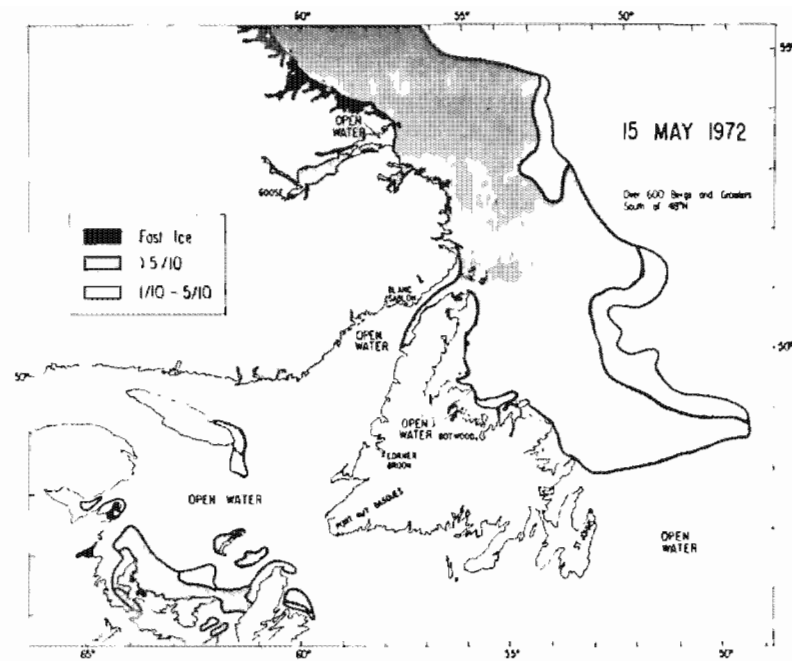 60° 55° 50°
55°
15 MAY 1972
Over 600 Bergs and Growlers
South of 48°N
OPEN
WATER
GOOSE
Fast Ice
1/10 - 5/10
BLANC
SABLON
OPEN
WATER
50°
50°
OPEN
WATER
BOTWOOD
CORNER
BROOK
OPEN WATER
PORT AUX BASQUES
OPEN
WATER
65° 60° 55° 50°